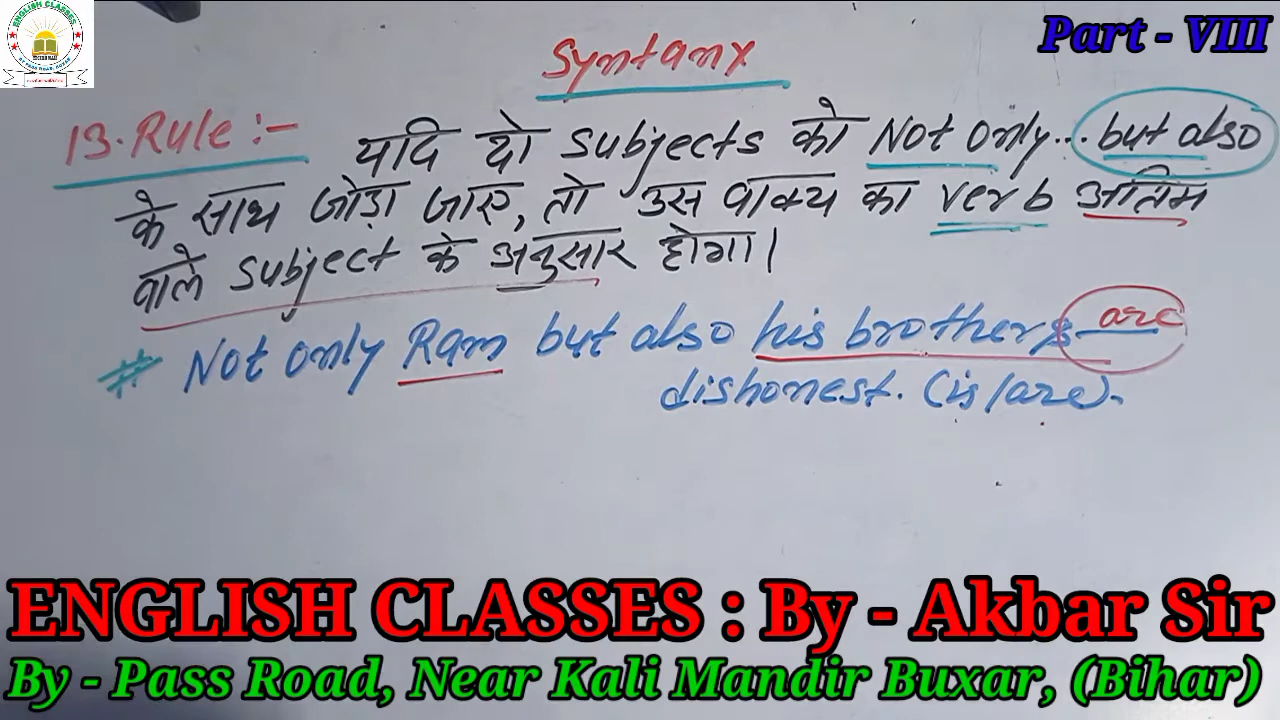 ENGLISH CLASSES
Part - VIII
Syntanx
13. Rule :-
यदि दो subjects को Not only... but also
के साथ जोड़ा जाए, तो उस वाक्य का verb अंतिम
वाले subject के अनुसार होगा।
# Not only Ram but also his brothers are
dishonest. (is/are).
ENGLISH CLASSES : By - Akbar Sir
By - Pass Road, Near Kali Mandir Buxar, (Bihar)